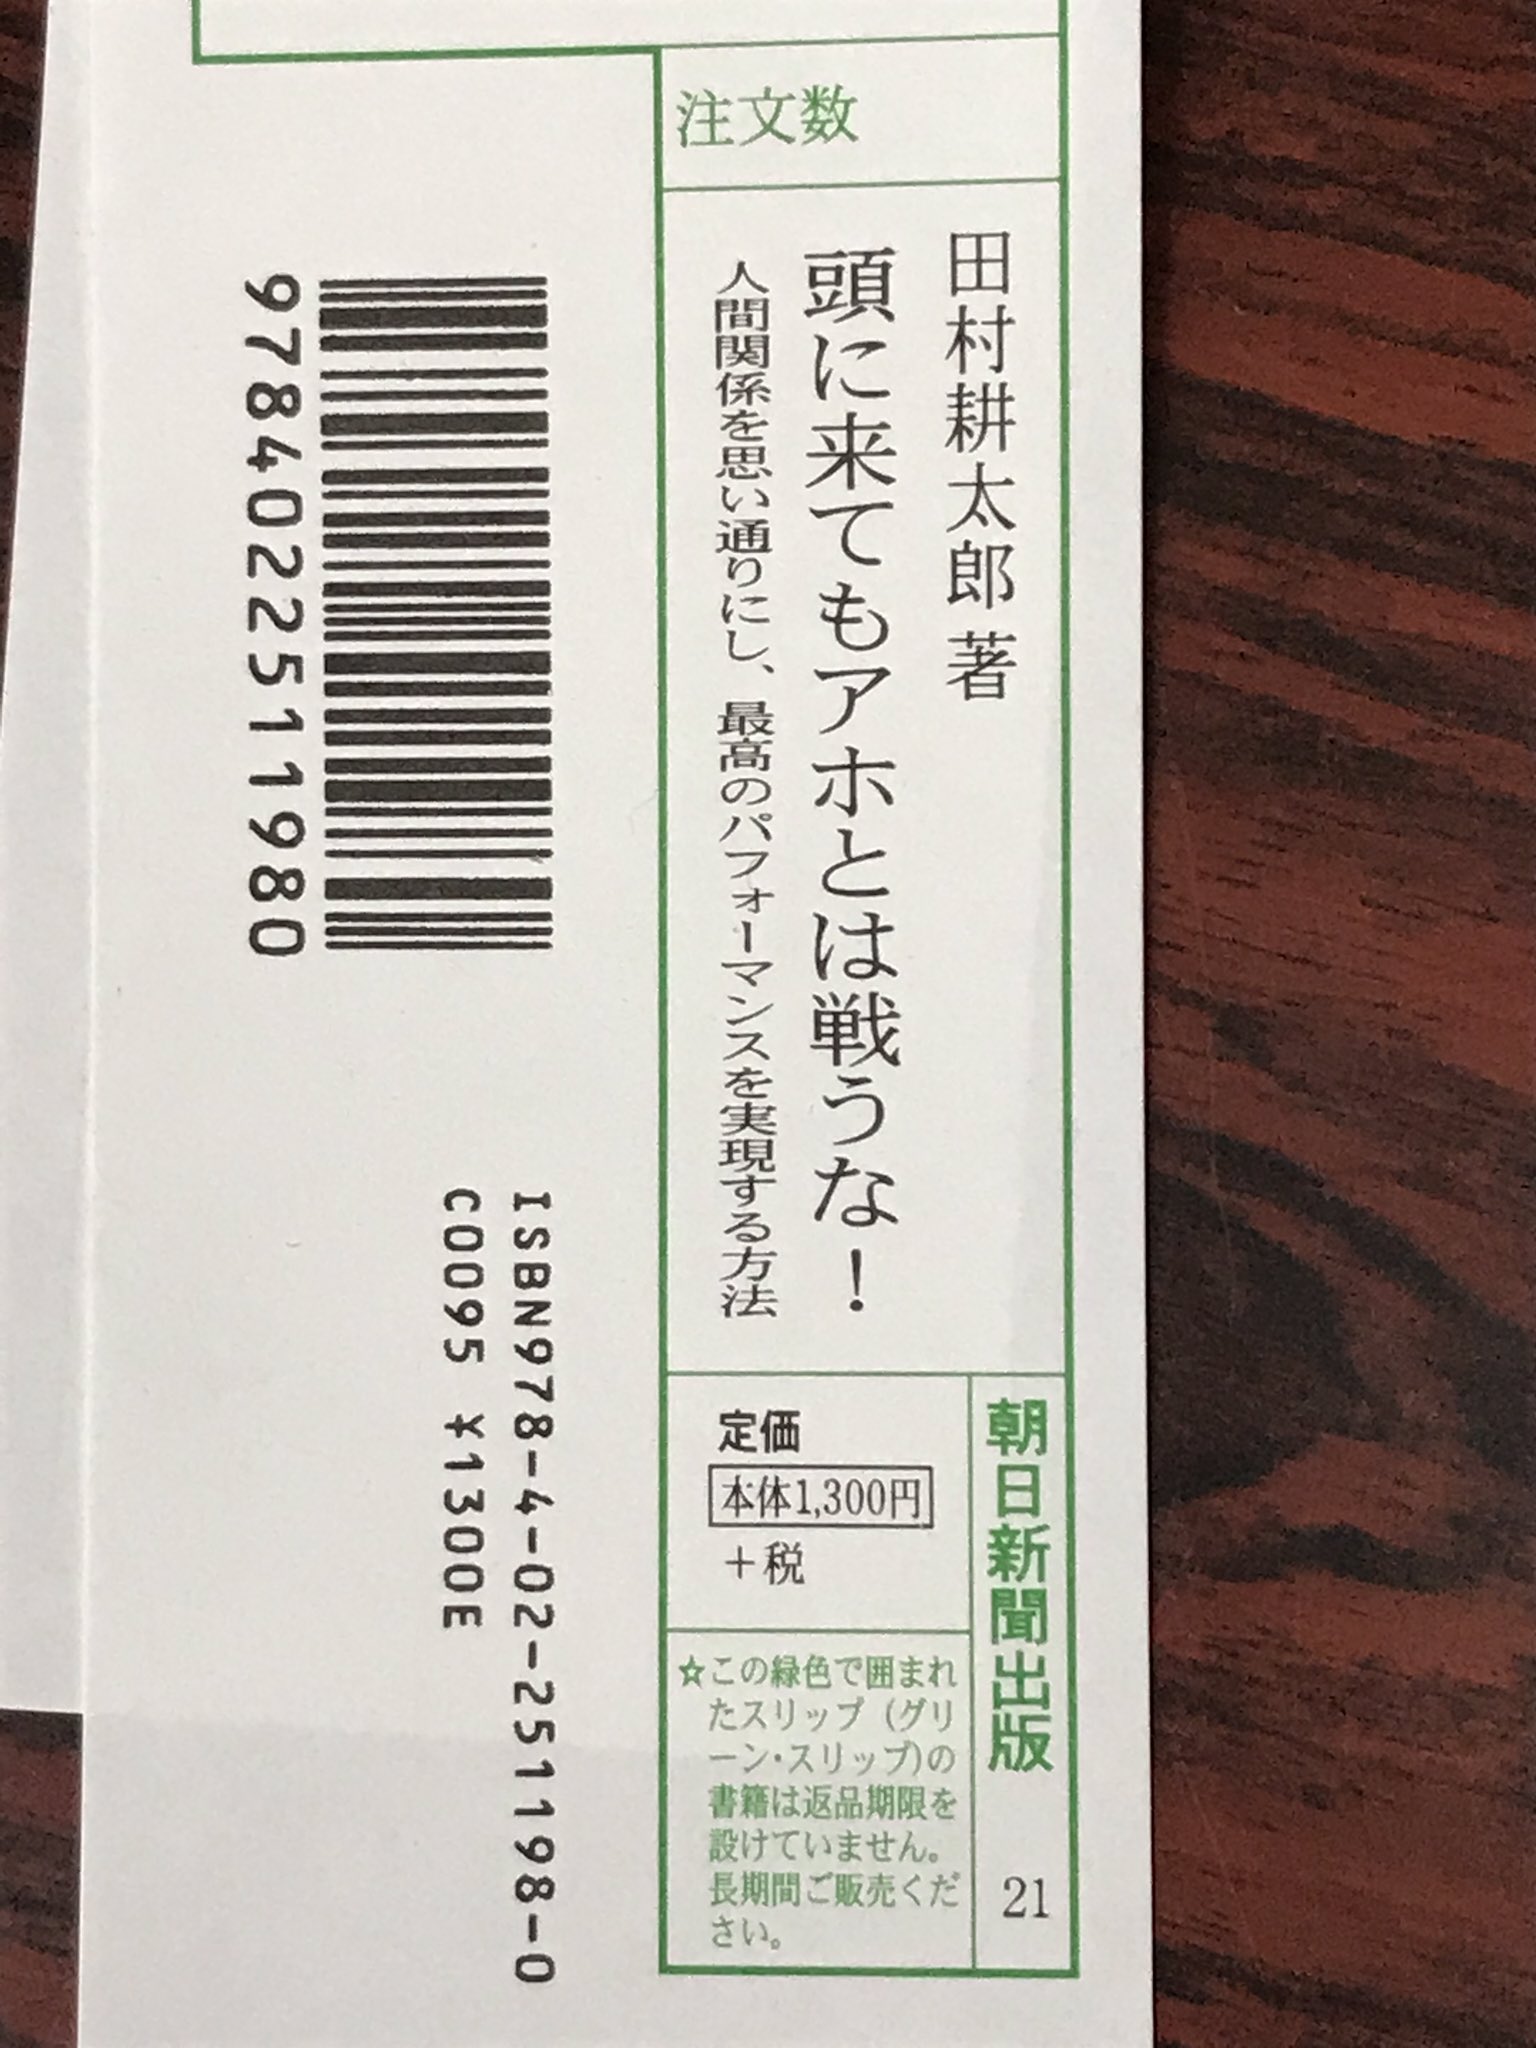 注文数
田村耕太郎 著
頭に来てもアホとは戦うな！
人間関係を思い通りにし、最高のパフォーマンスを実現する方法
朝日新聞出版
21
定価
本体1,300円
＋税
☆この緑色で囲まれ
たスリップ（グリ
ーン・スリップ）の
書籍は返品期限を
設けていません。
長期間ご販売くだ
さい。
9784022511980
ISBN978-4-02-251198-0
C0095 ¥1300E